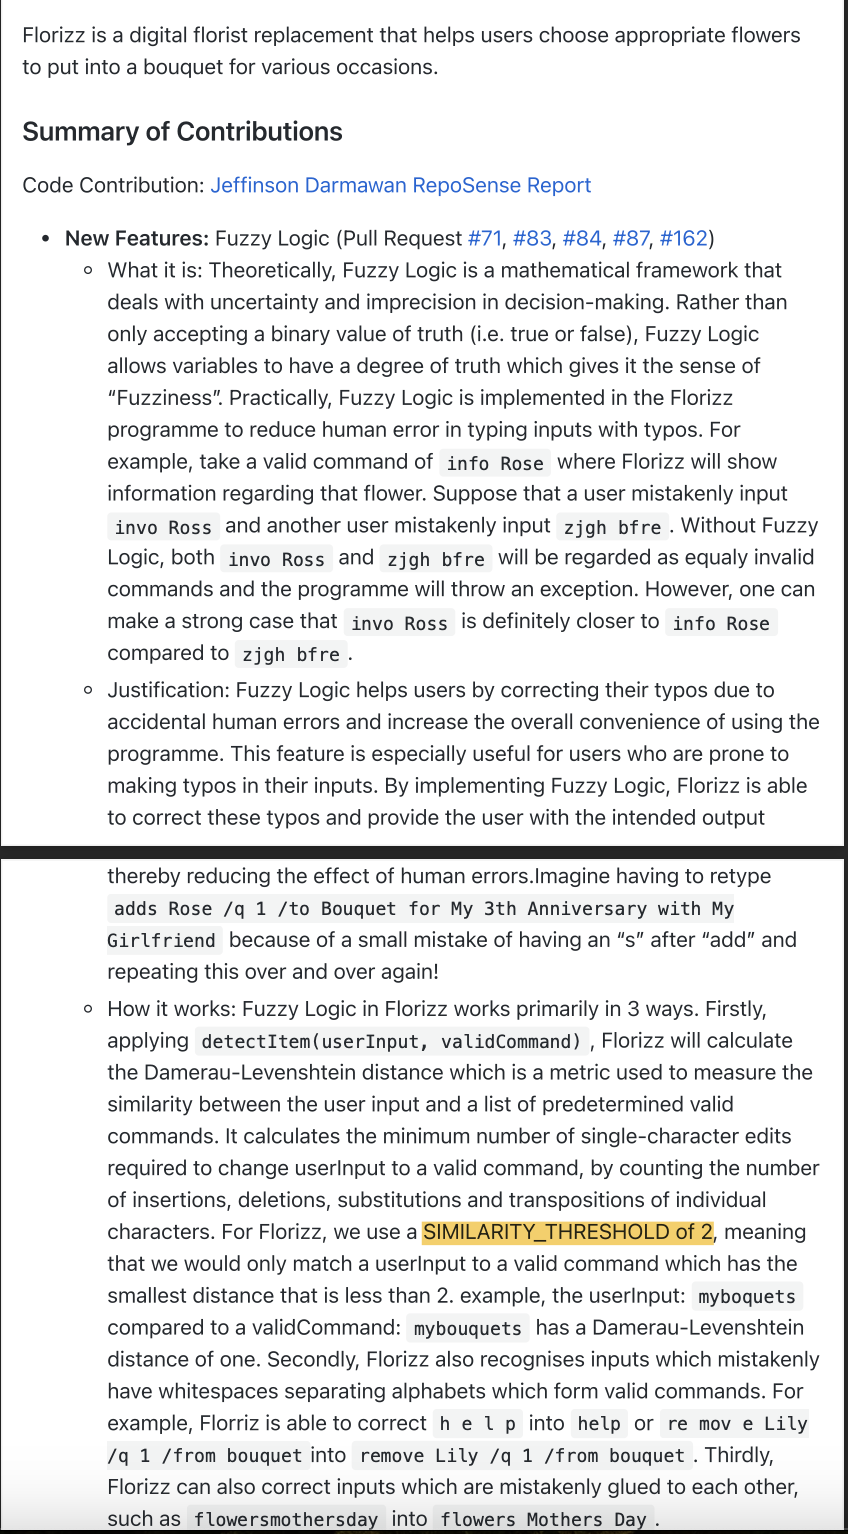 Florizz is a digital florist replacement that helps users choose appropriate flowers
to put into a bouquet for various occasions.
Summary of Contributions
Code Contribution: Jeffinson Darmawan RepoSense Report
• New Features: Fuzzy Logic (Pull Request #71, #83, #84, #87, #162)
◦ What it is: Theoretically, Fuzzy Logic is a mathematical framework that
deals with uncertainty and imprecision in decision-making. Rather than
only accepting a binary value of truth (i.e. true or false), Fuzzy Logic
allows variables to have a degree of truth which gives it the sense of
“Fuzziness”. Practically, Fuzzy Logic is implemented in the Florizz
programme to reduce human error in typing inputs with typos. For
example, take a valid command of info Rose where Florizz will show
information regarding that flower. Suppose that a user mistakenly input
invo Ross and another user mistakenly input zjgh bfre . Without Fuzzy
Logic, both invo Ross and zjgh bfre will be regarded as equaly invalid
commands and the programme will throw an exception. However, one can
make a strong case that invo Ross is definitely closer to info Rose
compared to zjgh bfre .
◦ Justification: Fuzzy Logic helps users by correcting their typos due to
accidental human errors and increase the overall convenience of using the
programme. This feature is especially useful for users who are prone to
making typos in their inputs. By implementing Fuzzy Logic, Florizz is able
to correct these typos and provide the user with the intended output
thereby reducing the effect of human errors.Imagine having to retype
adds Rose /q 1 /to Bouquet for My 3th Anniversary with My
Girlfriend because of a small mistake of having an “s” after “add” and
repeating this over and over again!
◦ How it works: Fuzzy Logic in Florizz works primarily in 3 ways. Firstly,
applying detectItem(userInput, validCommand) , Florizz will calculate
the Damerau-Levenshtein distance which is a metric used to measure the
similarity between the user input and a list of predetermined valid
commands. It calculates the minimum number of single-character edits
required to change userInput to a valid command, by counting the number
of insertions, deletions, substitutions and transpositions of individual
characters. For Florizz, we use a SIMILARITY_THRESHOLD of 2, meaning
that we would only match a userInput to a valid command which has the
smallest distance that is less than 2. example, the userInput: myboquets
compared to a validCommand: mybouquets has a Damerau-Levenshtein
distance of one. Secondly, Florizz also recognises inputs which mistakenly
have whitespaces separating alphabets which form valid commands. For
example, Florriz is able to correct h e l p into help or re mov e Lily
/q 1 /from bouquet into remove Lily /q 1 /from bouquet . Thirdly,
Florizz can also correct inputs which are mistakenly glued to each other,
such as flowersmothersday into flowers Mothers Day .